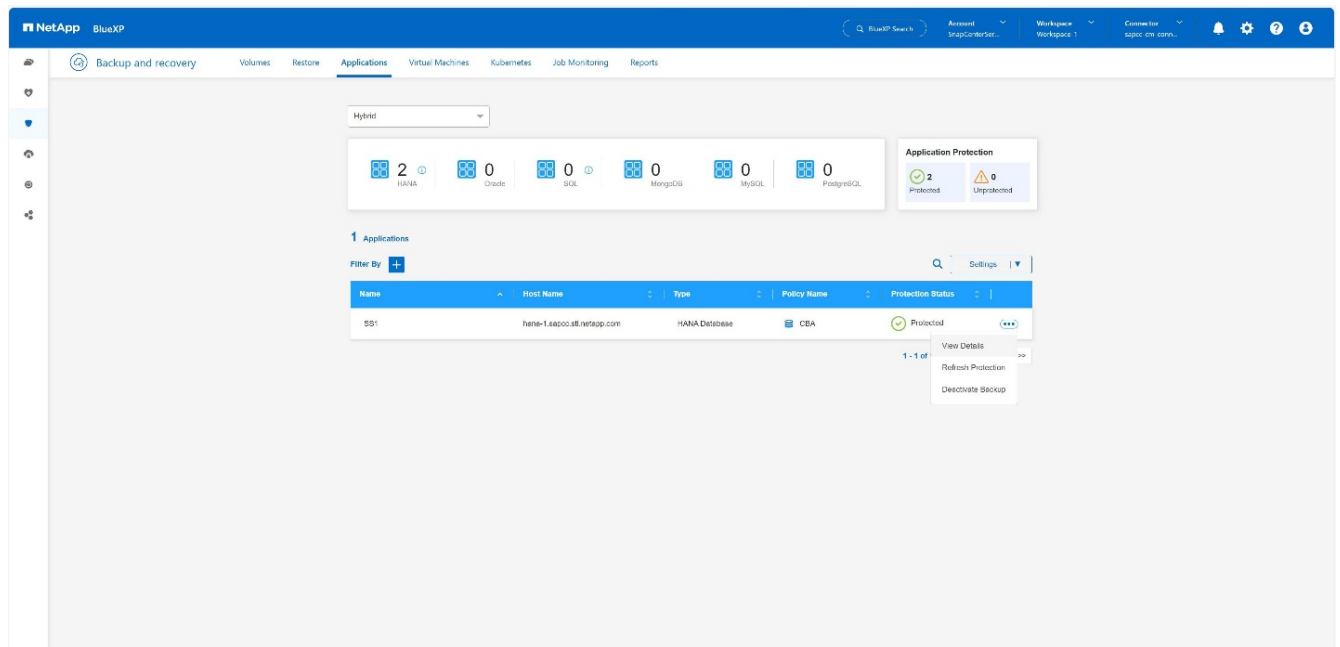 NetApp BlueXP BlueXP Search Account Workspace Connector
SnapCenterSer... Workspace-1 sapcc-cm-conn...
Backup and recovery Volumes Restore Applications Virtual Machines Kubernetes Job Monitoring Reports
Hybrid
Application Protection
2 0 0 0 0 0
HANA Oracle SQL MongoDB MySQL PostgreSQL
2 0
Protected Unprotected
1 Applications
Filter By + Settings
Name Host Name Type Policy Name Protection Status
SS1 hana-1.sapcc.stl.netapp.com HANA Database CBA Protected
View Details
1 - 1 of >>
Refresh Protection
Deactivate Backup